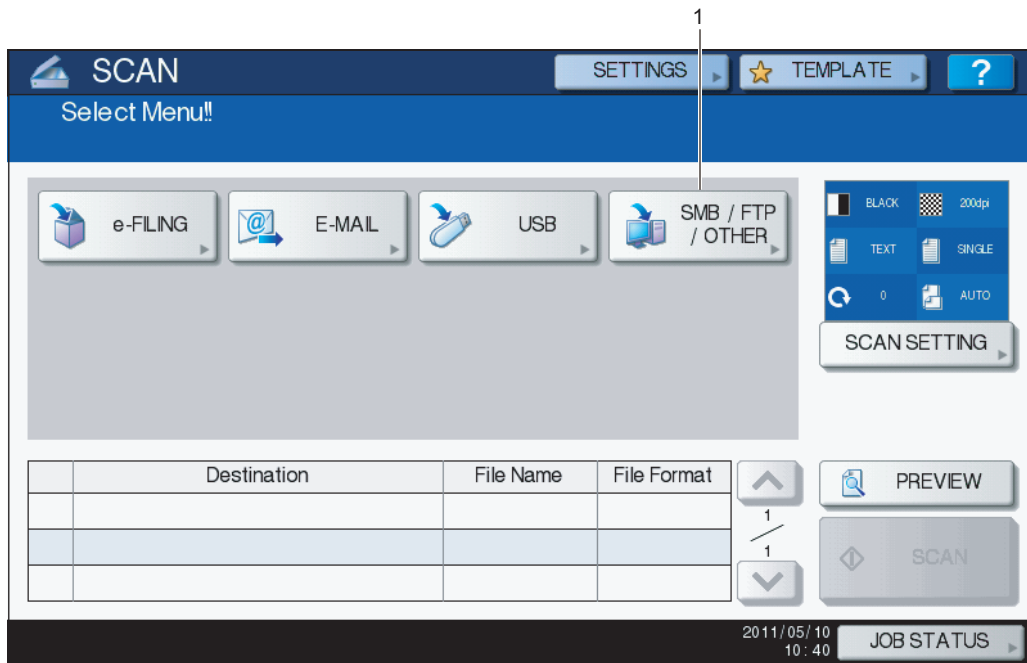 1
SCAN
SETTINGS
TEMPLATE
?
Select Menu!!
e-FILING
@
E-MAIL
USB
SMB / FTP
/ OTHER
BLACK
200dpi
TEXT
SINGLE
0
AUTO
SCAN SETTING
Destination
File Name
File Format
1
1
PREVIEW
SCAN
2011/05/10
10:40
JOB STATUS